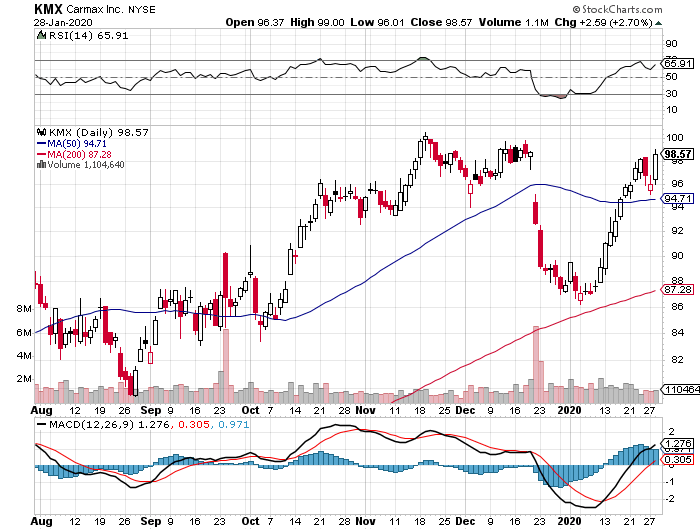 KMX Carmax Inc. NYSE © StockCharts.com
28-Jan-2020 Open 96.37 High 99.00 Low 96.01 Close 98.57 Volume 1.1M Chg +2.59 (+2.70%)
RSI(14) 65.91
90
70
65.91
50
30
10
KMX (Daily) 98.57
MA(50) 94.71
MA(200) 87.28
Volume 1,104,640
100
98.57
98
96
94.71
94
92
90
88
87.28
86
84
82
8M
6M
4M
2M
110464
Aug 12 19 26 Sep 9 16 23 Oct 7 14 21 28 Nov 11 18 25 Dec 9 16 23 2020 13 21 27
MACD(12,26,9) 1.276, 0.305, 0.971
2
1.276
0.971
0.305
0
-1
-2
Aug 12 19 26 Sep 9 16 23 Oct 7 14 21 28 Nov 11 18 25 Dec 9 16 23 2020 13 21 27